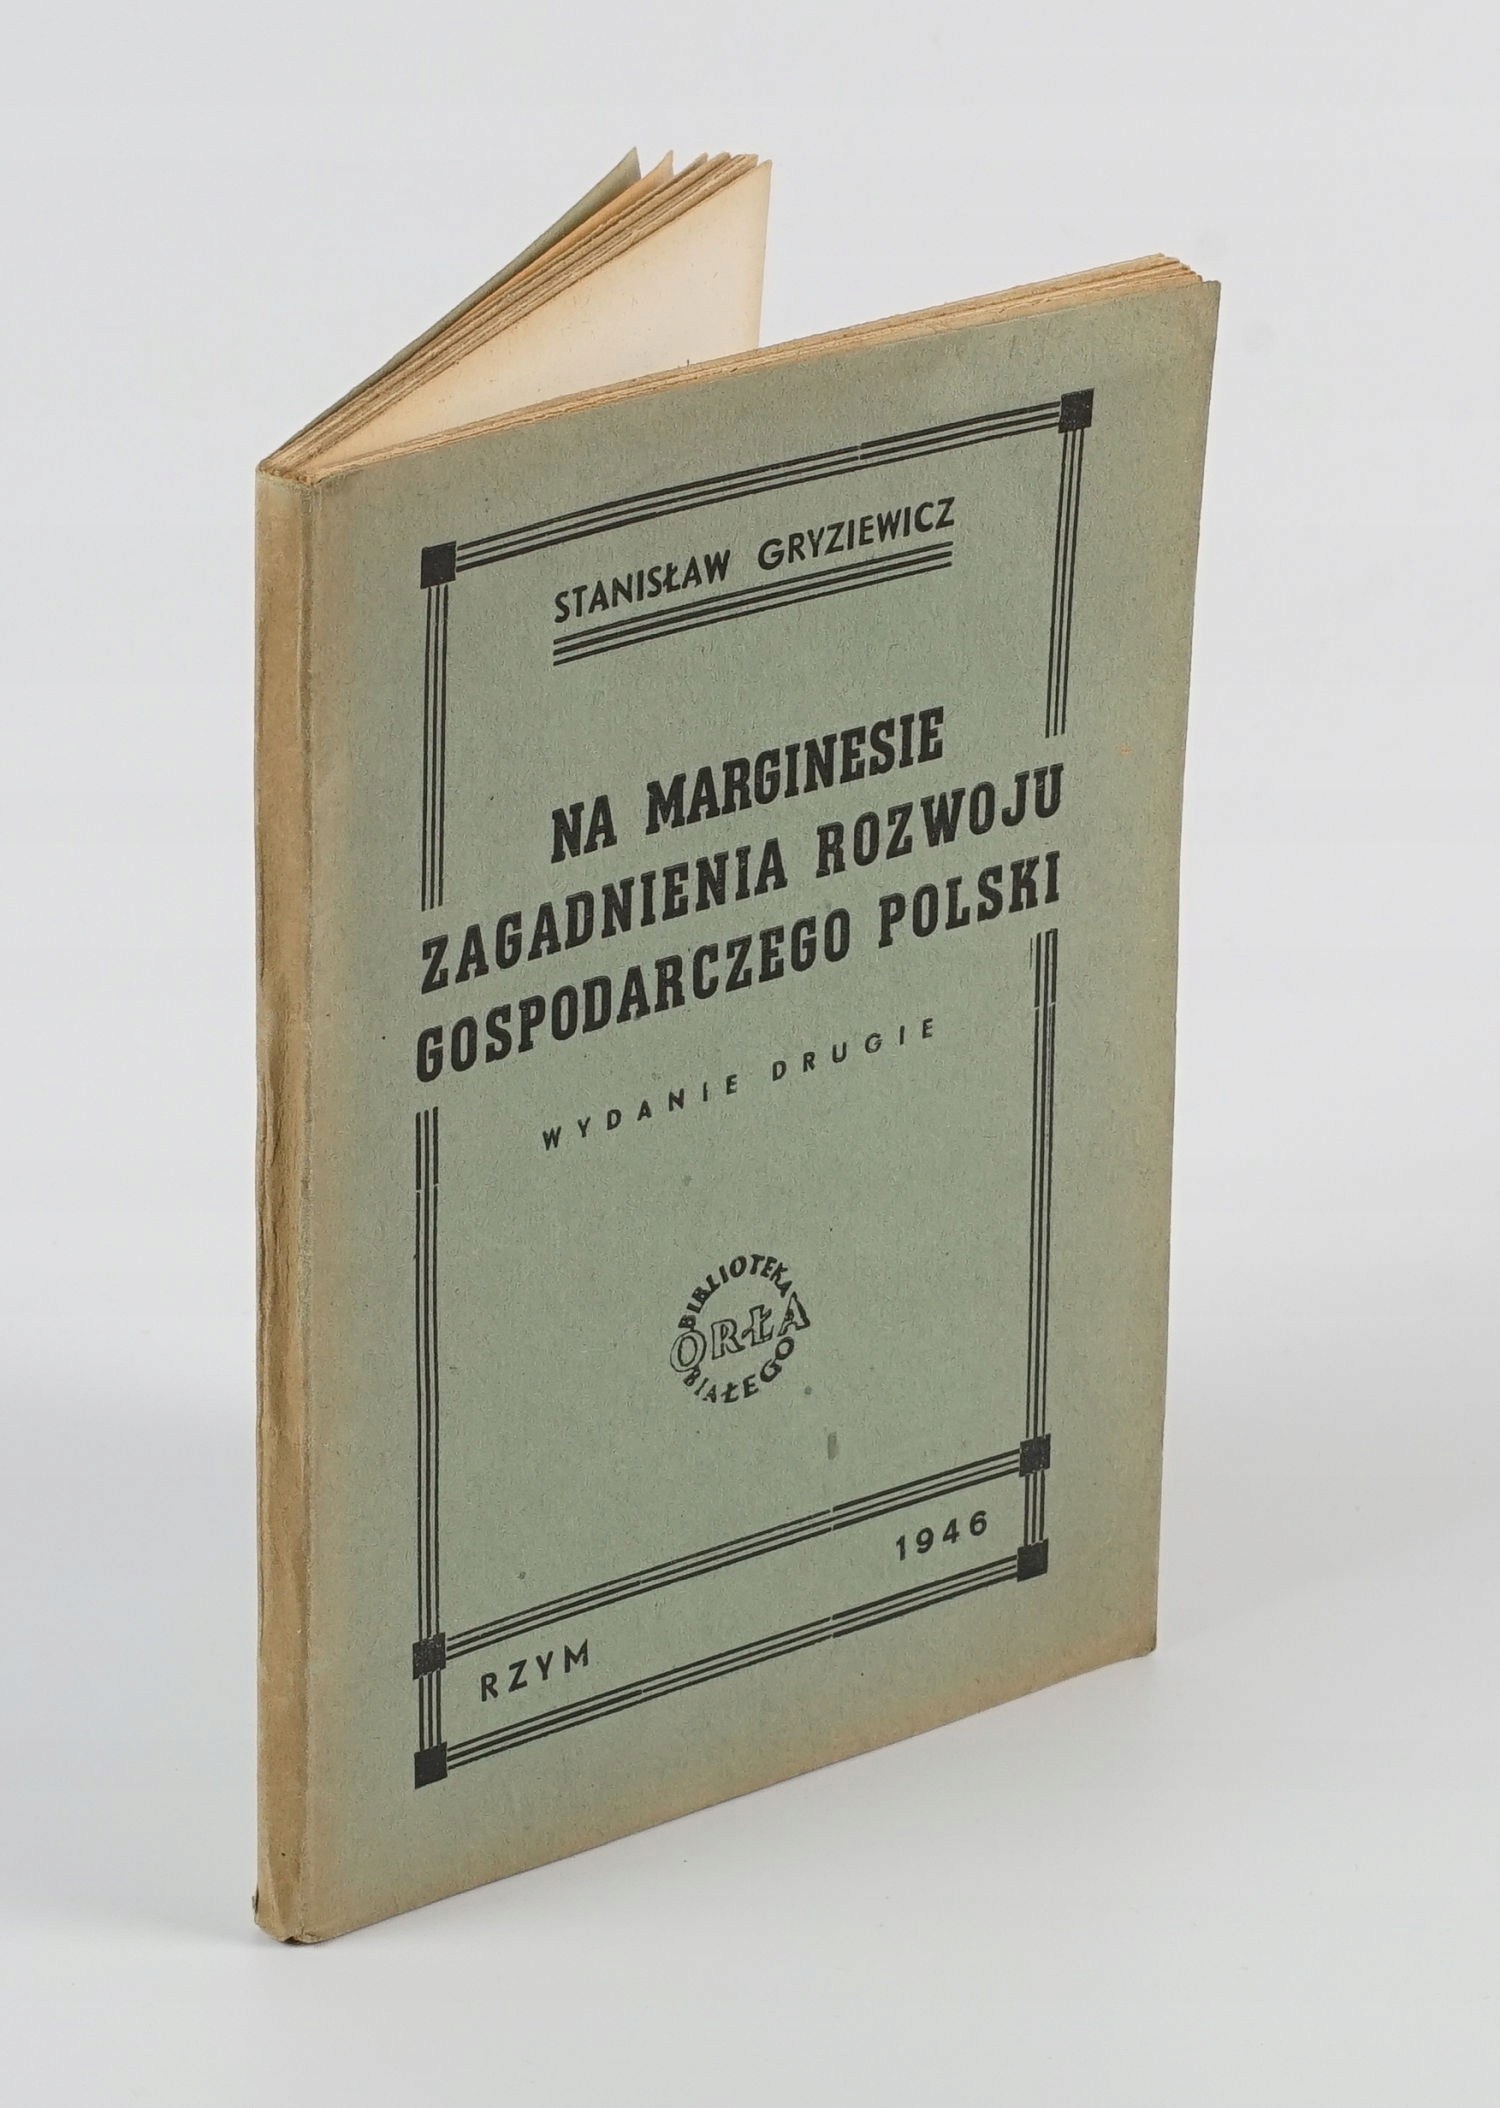 STANISŁAW GRYZIEWICZ
NA MARGINESIE
ZAGADNIENIA ROZWOJU
GOSPODARCZEGO POLSKI
WYDANIE DRUGIE
BIBLIOTEKA
ORŁA
BIAŁEGO
RZYM 1946